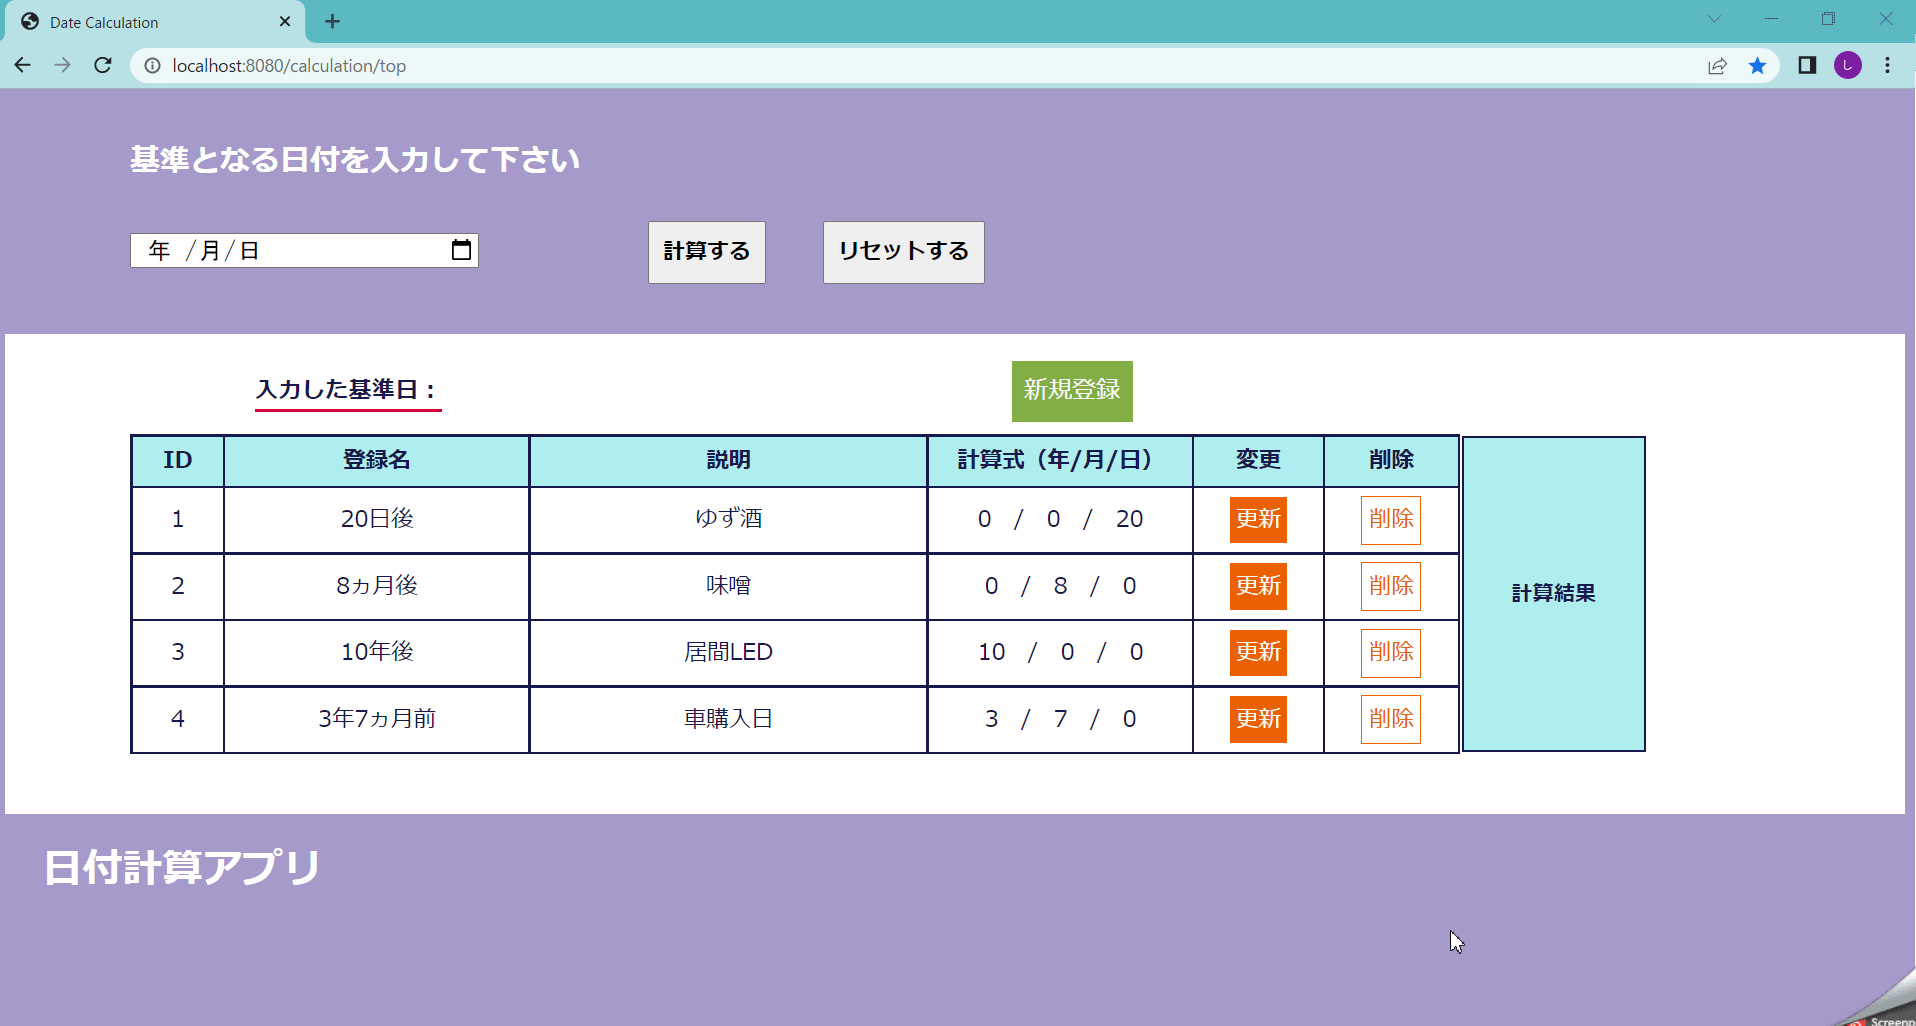 Date Calculation
localhost:8080/calculation/top
し
基準となる日付を入力して下さい
年 /月/日
計算する
リセットする
入力した基準日：
新規登録
ID 登録名 説明 計算式（年/月/日） 変更 削除
1 20日後 ゆず酒 0 / 0 / 20 更新 削除
2 8ヵ月後 味噌 0 / 8 / 0 更新 削除
計算結果
3 10年後 居間LED 10 / 0 / 0 更新 削除
4 3年7ヵ月前 車購入日 3 / 7 / 0 更新 削除
日付計算アプリ